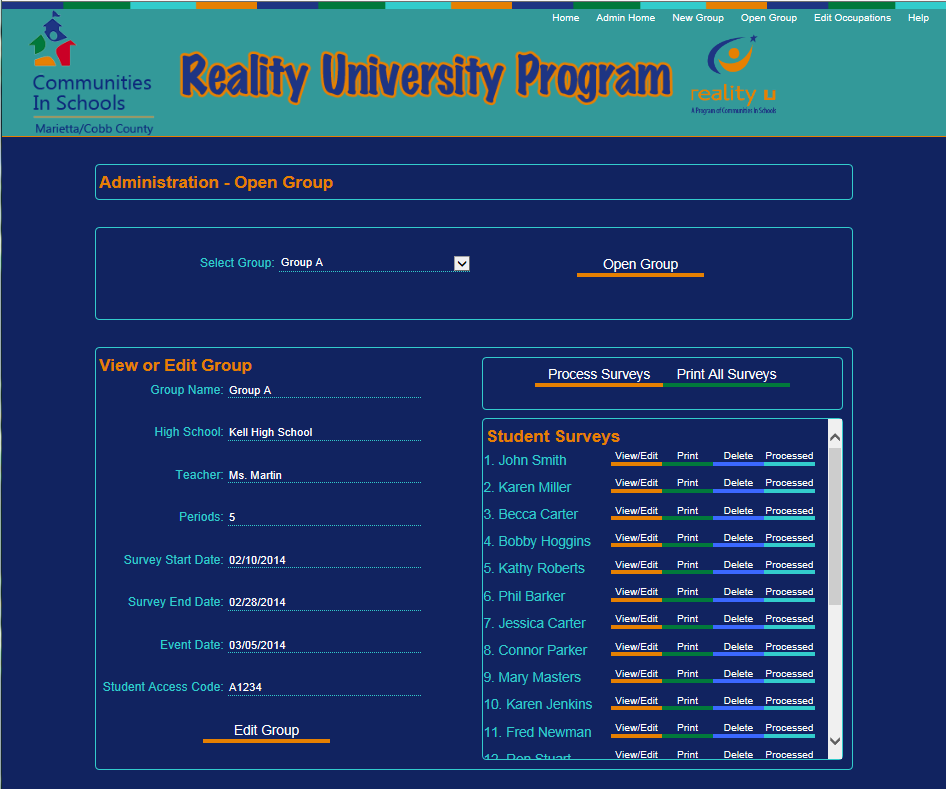 Home Admin Home New Group Open Group Edit Occupations Help
Communities
In Schools
Marietta/Cobb County
Reality University Program
reality u
A Program of Communities In Schools
Administration - Open Group
Select Group: Group A
Open Group
View or Edit Group
Group Name: Group A
High School: Kell High School
Teacher: Ms. Martin
Periods: 5
Survey Start Date: 02/10/2014
Survey End Date: 02/28/2014
Event Date: 03/05/2014
Student Access Code: A1234
Edit Group
Process Surveys Print All Surveys
Student Surveys
1. John Smith View/Edit Print Delete Processed
2. Karen Miller View/Edit Print Delete Processed
3. Becca Carter View/Edit Print Delete Processed
4. Bobby Hoggins View/Edit Print Delete Processed
5. Kathy Roberts View/Edit Print Delete Processed
6. Phil Barker View/Edit Print Delete Processed
7. Jessica Carter View/Edit Print Delete Processed
8. Connor Parker View/Edit Print Delete Processed
9. Mary Masters View/Edit Print Delete Processed
10. Karen Jenkins View/Edit Print Delete Processed
11. Fred Newman View/Edit Print Delete Processed
12. Stuart View/Edit Print Delete Processed